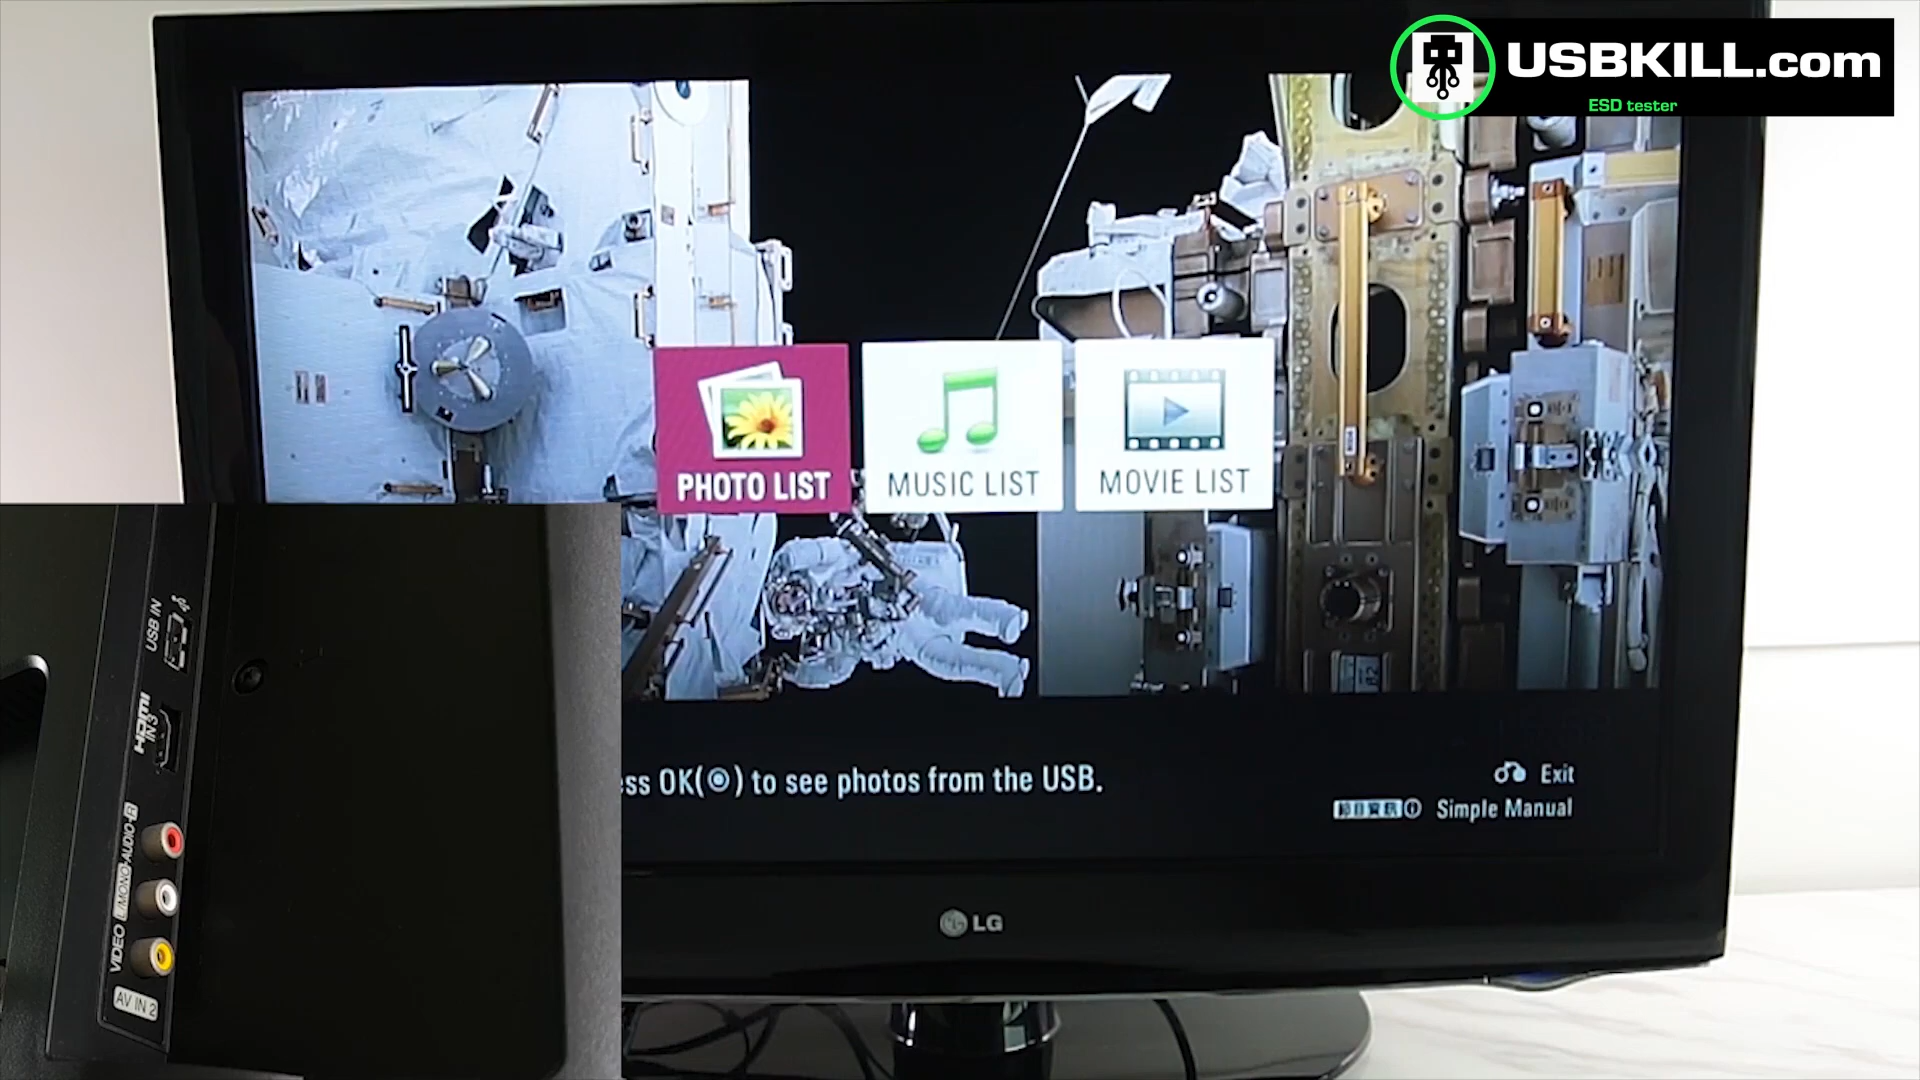 USBKILL.com
ESD tester
PHOTO LIST
MUSIC LIST
MOVIE LIST
ss OK(◉) to see photos from the USB.
Exit
Simple Manual
LG
USB IN
HDMI
IN 3
VIDEO L/MONO-AUDIO-R
AV IN 2